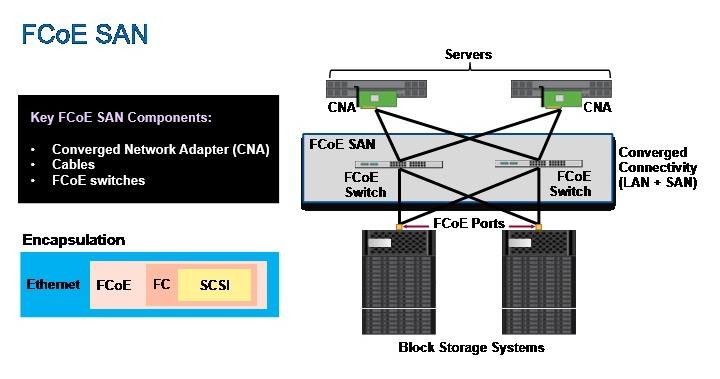 FCoE SAN
Key FCoE SAN Components:
• Converged Network Adapter (CNA)
• Cables
• FCoE switches
Encapsulation
Ethernet
FCoE
FC
SCSI
Servers
CNA
CNA
FCoE SAN
FCoE
Switch
FCoE
Switch
Converged
Connectivity
(LAN + SAN)
FCoE Ports
Block Storage Systems